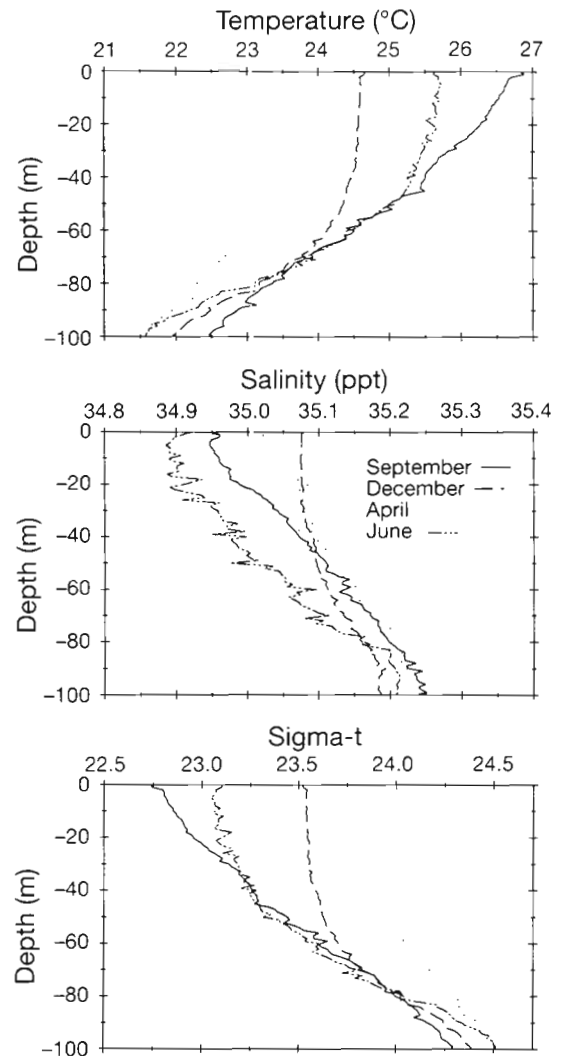 Temperature (°C)
21 22 23 24 25 26 27
0
−20
−40
−60
−80
−100
Depth (m)
Salinity (ppt)
34.8 34.9 35.0 35.1 35.2 35.3 35.4
0
−20
−40
−60
−80
−100
Depth (m)
September
December
April
June
Sigma-t
22.5 23.0 23.5 24.0 24.5
0
−20
−40
−60
−80
−100
Depth (m)